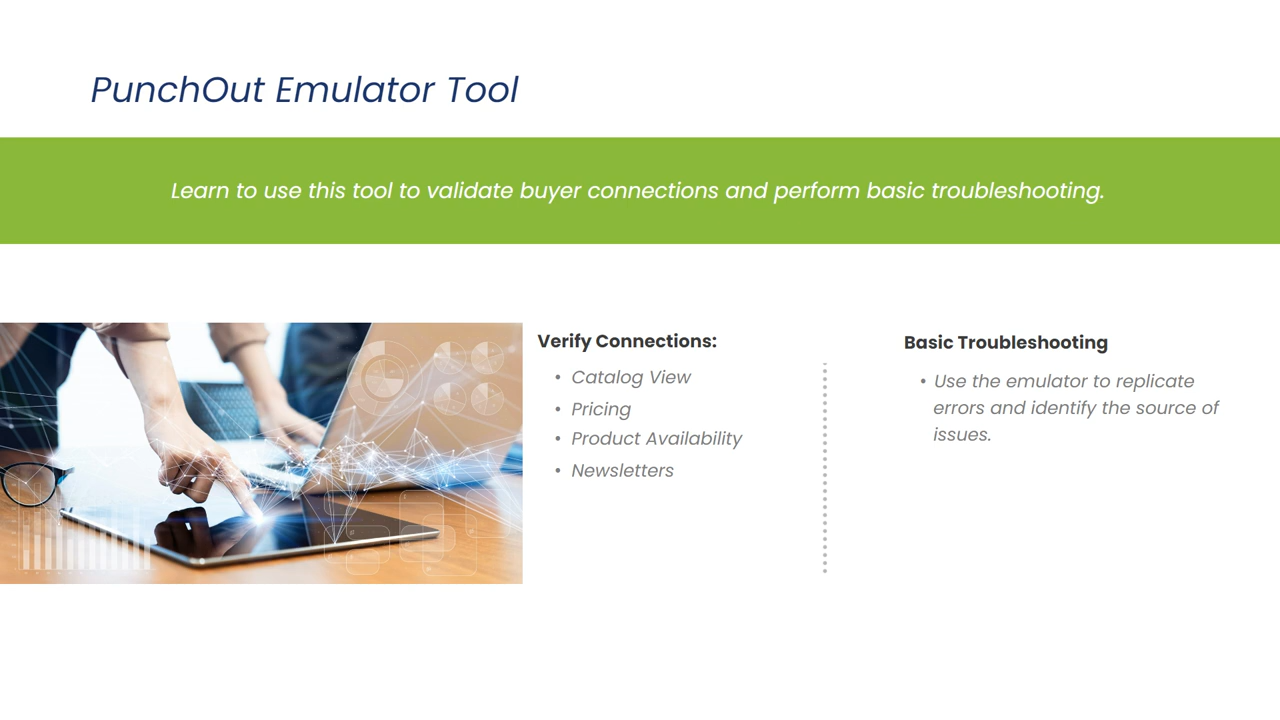 PunchOut Emulator Tool
Learn to use this tool to validate buyer connections and perform basic troubleshooting.
Verify Connections:
• Catalog View
• Pricing
• Product Availability
• Newsletters
Basic Troubleshooting
• Use the emulator to replicate
errors and identify the source of
issues.